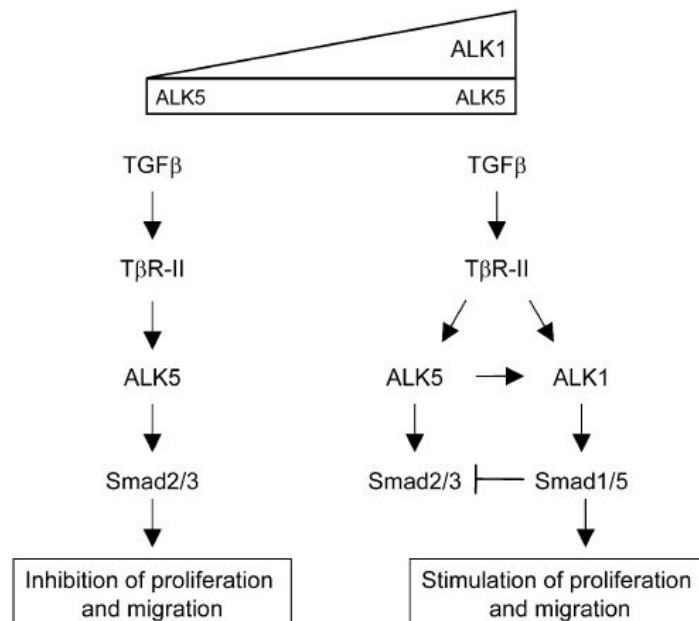 ALK1
ALK5 ALK5
TGFβ TGFβ
TβR-II TβR-II
ALK5 ALK5 ALK1
Smad2/3 Smad2/3 Smad1/5
Inhibition of proliferation
and migration
Stimulation of proliferation
and migration